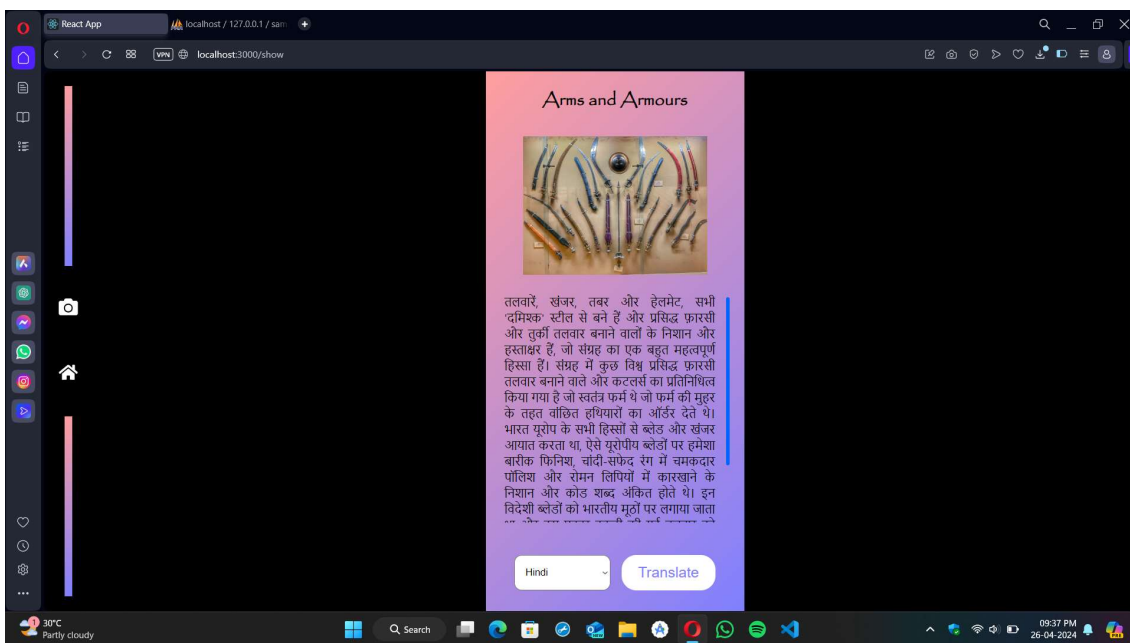 React App
localhost / 127.0.0.1 / sam
VPN
localhost:3000/show
Arms and Armours
तलवारें, खंजर, तबर और हेलमेट, सभी
'दमिश्क' स्टील से बने हैं और प्रसिद्ध फ़ारसी
और तुर्की तलवार बनाने वालों के निशान और
हस्ताक्षर हैं, जो संग्रह का एक बहुत महत्वपूर्ण
हिस्सा हैं। संग्रह में कुछ विश्व प्रसिद्ध फ़ारसी
तलवार बनाने वाले और कटलर्स का प्रतिनिधित्व
किया गया है जो स्वतंत्र फर्म थे जो फर्म की मुहर
के तहत वांछित हथियारों का ऑर्डर देते थे।
भारत यूरोप के सभी हिस्सों से ब्लेड और खंजर
आयात करता था, ऐसे यूरोपीय ब्लेडों पर हमेशा
बारीक फिनिश, चांदी-सफेद रंग में चमकदार
पॉलिश और रोमन लिपियों में कारखाने के
निशान और कोड शब्द अंकित होते थे। इन
विदेशी ब्लेडों को भारतीय मूठों पर लगाया जाता
Hindi
Translate
1
30°C
Partly cloudy
Search
09:37 PM
26-04-2024